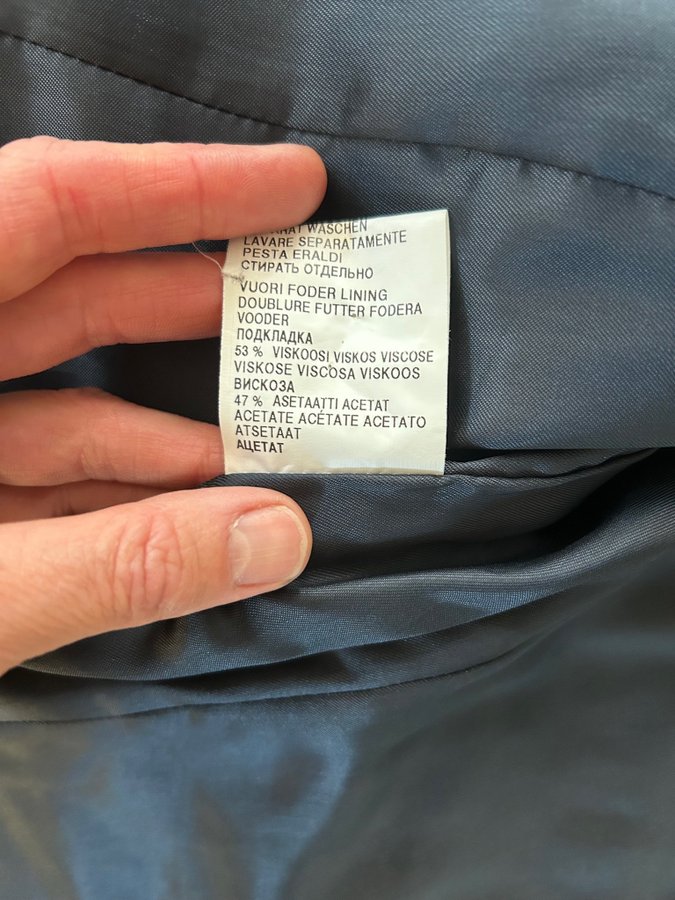 WASCHEN
LAVARE SEPARATAMENTE
PESTA ERALDI
СТИРАТЬ ОТДЕЛЬНО
VUORI FODER LINING
DOUBLURE FUTTER FODERA
VOODER
ПОДКЛАДКА
53 % VISKOOSI VISKOS VISCOSE
VISKOSE VISCOSA VISKOOS
ВИСКОЗА
47 % ASETAATTI ACETAT
ACETATE ACÉTATE ACETATO
ATSETAAT
АЦЕТАТ